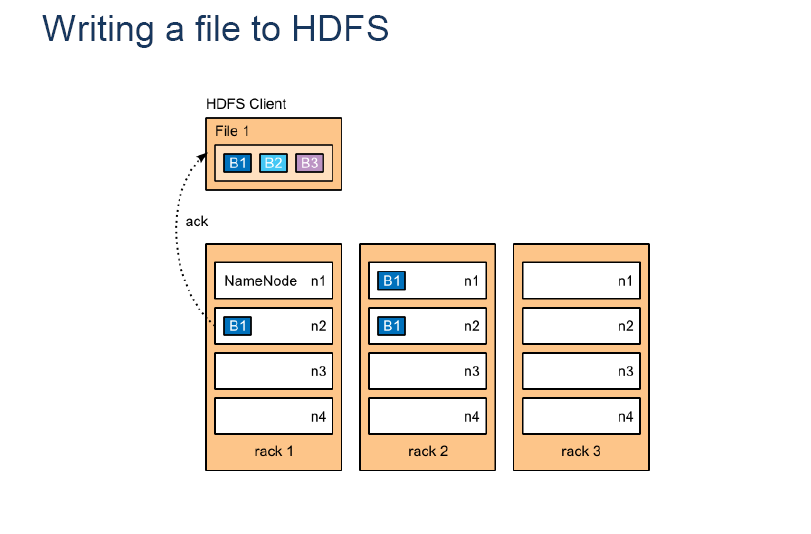 Writing a file to HDFS
HDFS Client
File 1
B1 B2 B3
ack
NameNode n1
B1 n2
n3
n4
rack 1
B1 n1
B1 n2
n3
n4
rack 2
n1
n2
n3
n4
rack 3